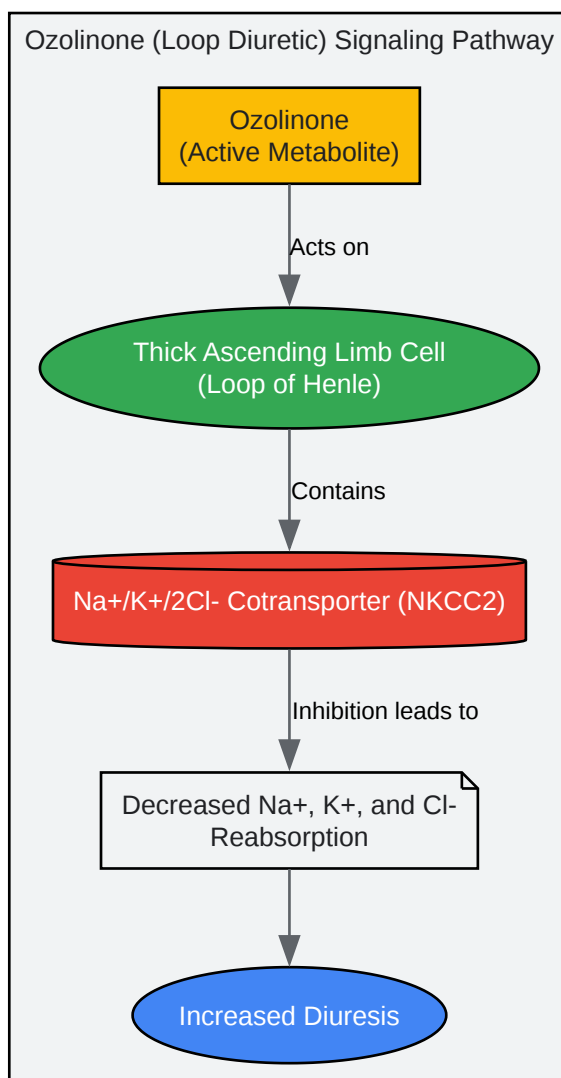 Ozolinone (Loop Diuretic) Signaling Pathway
Ozolinone
(Active Metabolite)
Acts on
Thick Ascending Limb Cell
(Loop of Henle)
Contains
Na+/K+/2Cl- Cotransporter (NKCC2)
Inhibition leads to
Decreased Na+, K+, and Cl-
Reabsorption
Increased Diuresis